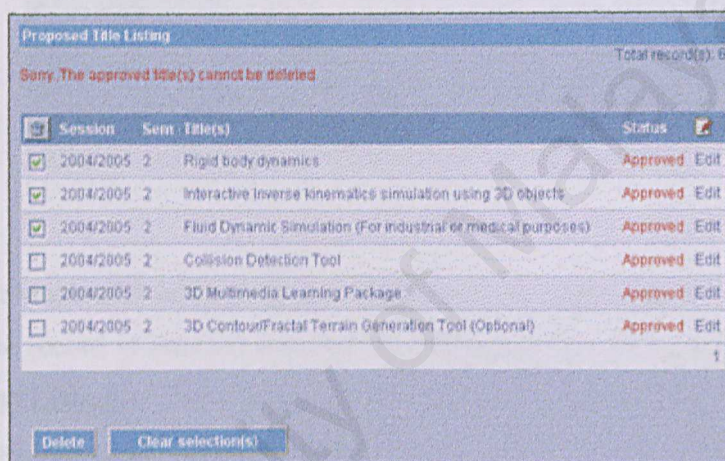 Proposed Title Listing
Total record(s): 6
Sorry. The approved title(s) cannot be deleted
Session Sem Title(s) Status
2004/2005 2 Rigid body dynamics Approved Edit
2004/2005 2 Interactive Inverse kinematics simulation using 3D objects Approved Edit
2004/2005 2 Fluid Dynamic Simulation (For industrial or medical purposes) Approved Edit
2004/2005 2 Collision Detection Tool Approved Edit
2004/2005 2 3D Multimedia Learning Package Approved Edit
2004/2005 2 3D Contour/Fractal Terrain Generation Tool (Optional) Approved Edit
1
Delete Clear selection(s)
ity of Malay